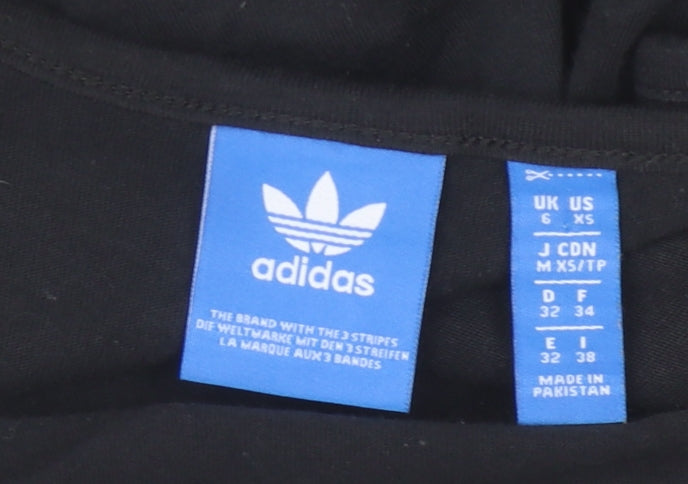 adidas
THE BRAND WITH THE 3 STRIPES
DIE WELTMARKE MIT DEN 3 STREIFEN
LA MARQUE AUX 3 BANDES
UK US
6 XS
J CDN
M XS/TP
D F
32 34
E I
32 38
MADE IN
PAKISTAN